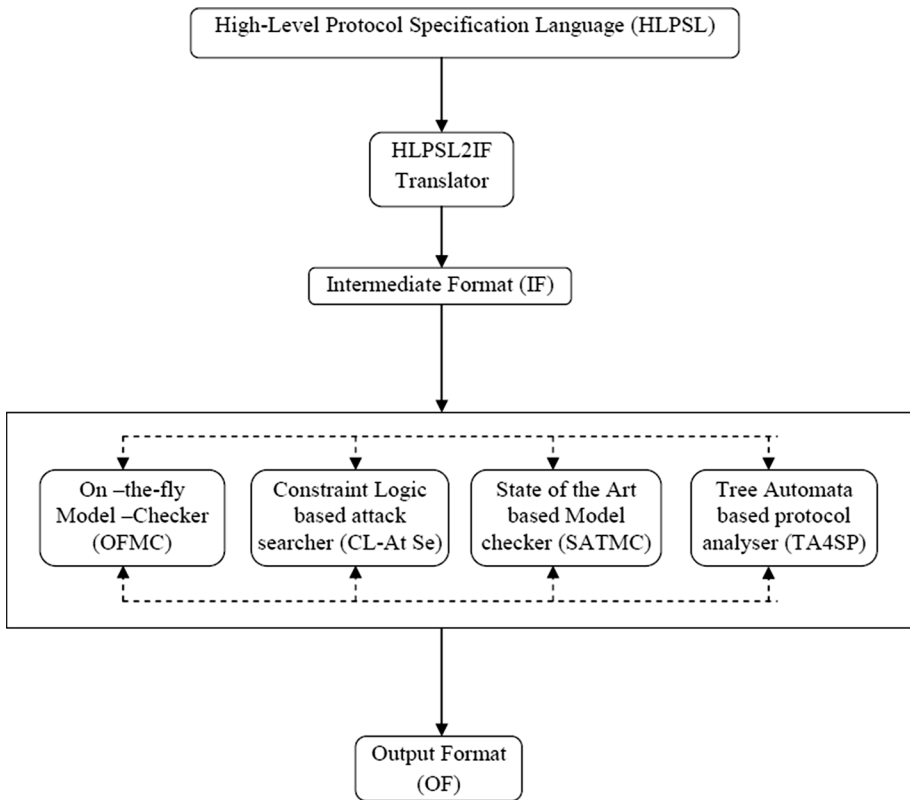 High-Level Protocol Specification Language (HLPSL)
HLPSL2IF
Translator
Intermediate Format (IF)
On –the-fly
Model –Checker
(OFMC)
Constraint Logic
based attack
searcher (CL-At Se)
State of the Art
based Model
checker (SATMC)
Tree Automata
based protocol
analyser (TA4SP)
Output Format
(OF)